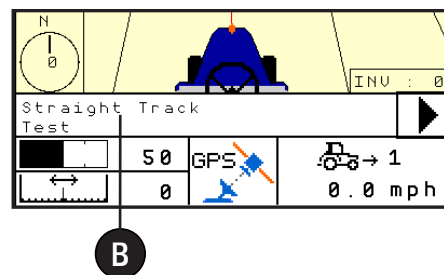 N
0
INV : 0
Straight Track
Test
50 GPS → 1
0 0.0 mph
B